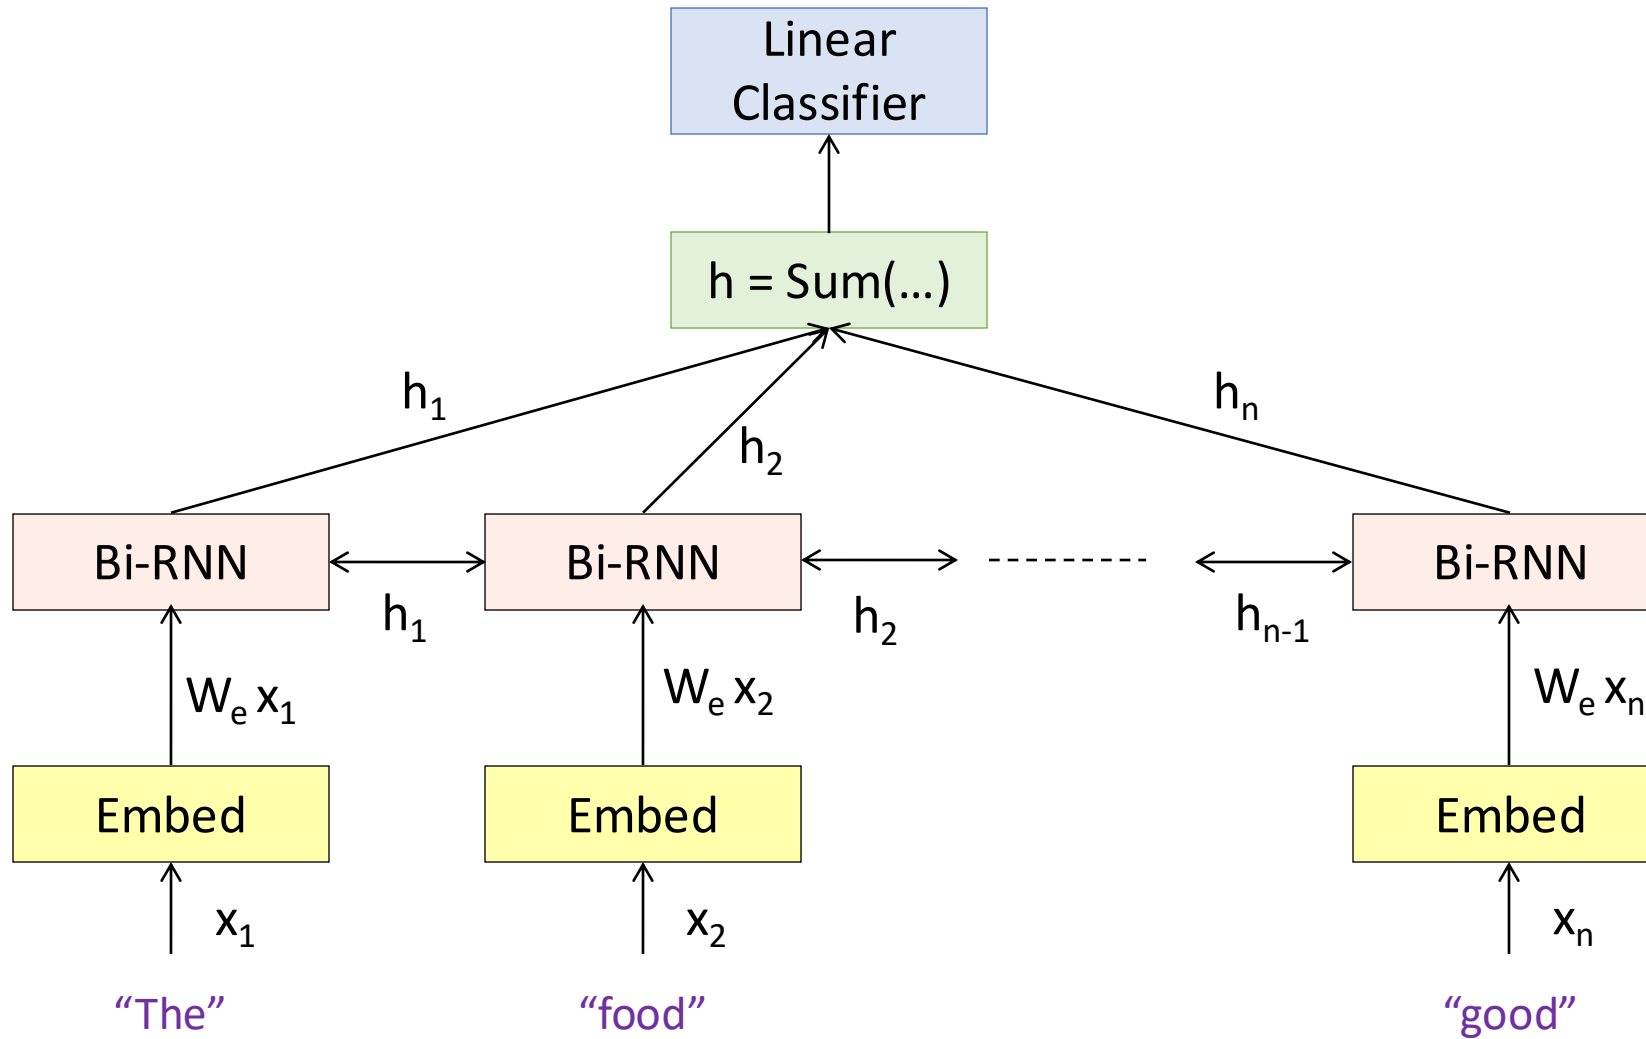 Linear
Classifier
h = Sum(...)
h₁
h₂
hₙ
Bi-RNN
Bi-RNN
Bi-RNN
h₁
h₂
hₙ₋₁
Wₑ x₁
Wₑ x₂
Wₑ xₙ
Embed
Embed
Embed
x₁
x₂
xₙ
“The”
“food”
“good”